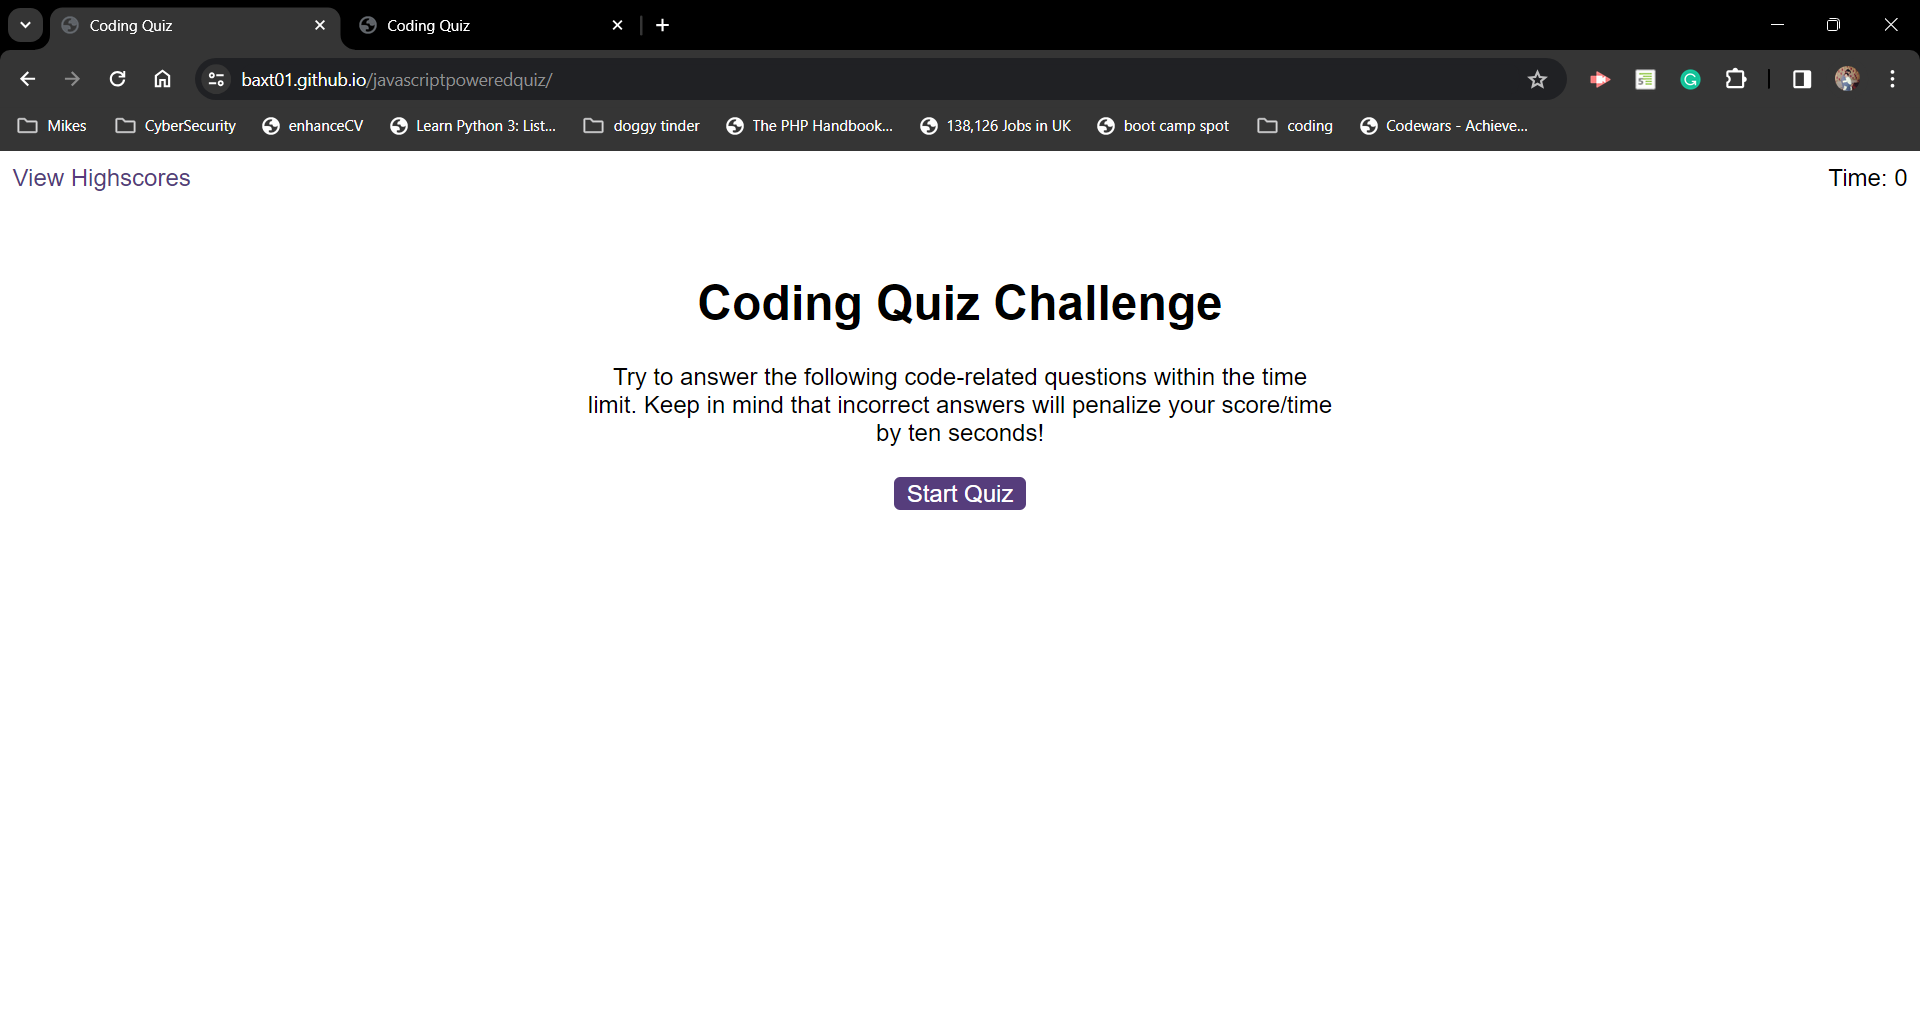 Coding Quiz
Coding Quiz
baxt01.github.io/javascriptpoweredquiz/
Mikes
CyberSecurity
enhanceCV
Learn Python 3: List...
doggy tinder
The PHP Handbook...
138,126 Jobs in UK
boot camp spot
coding
Codewars - Achieve...
View Highscores
Time: 0
Coding Quiz Challenge
Try to answer the following code-related questions within the time
limit. Keep in mind that incorrect answers will penalize your score/time
by ten seconds!
Start Quiz